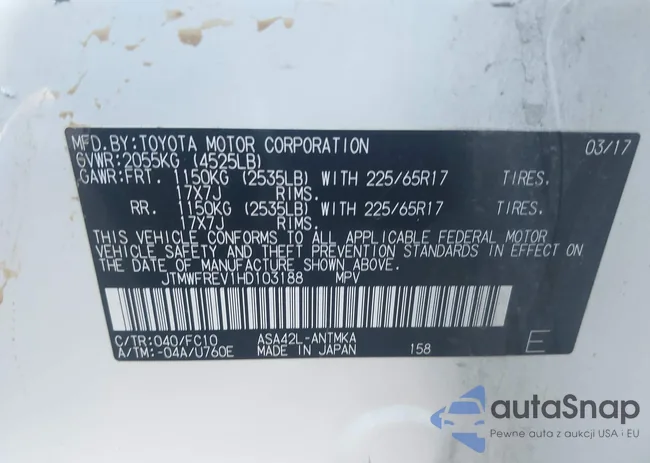 MFD.BY:TOYOTA MOTOR CORPORATION 03/17
GVWR:2055KG (4525LB)
GAWR:FRT. 1150KG (2535LB) WITH 225/65R17 TIRES.
17X7J RIMS.
RR. 1150KG (2535LB) WITH 225/65R17 TIRES.
17X7J RIMS.
THIS VEHICLE CONFORMS TO ALL APPLICABLE FEDERAL MOTOR
VEHICLE SAFETY AND THEFT PREVENTION STANDARDS IN EFFECT ON
THE DATE OF MANUFACTURE SHOWN ABOVE.
JTMWFREV1HD103188 MPV
C/TR:040/FC10 ASA42L-ANTMKA
A/TM:-04A/U760E MADE IN JAPAN 158 E
autaSnap
Pewne auta z aukcji USA i EU